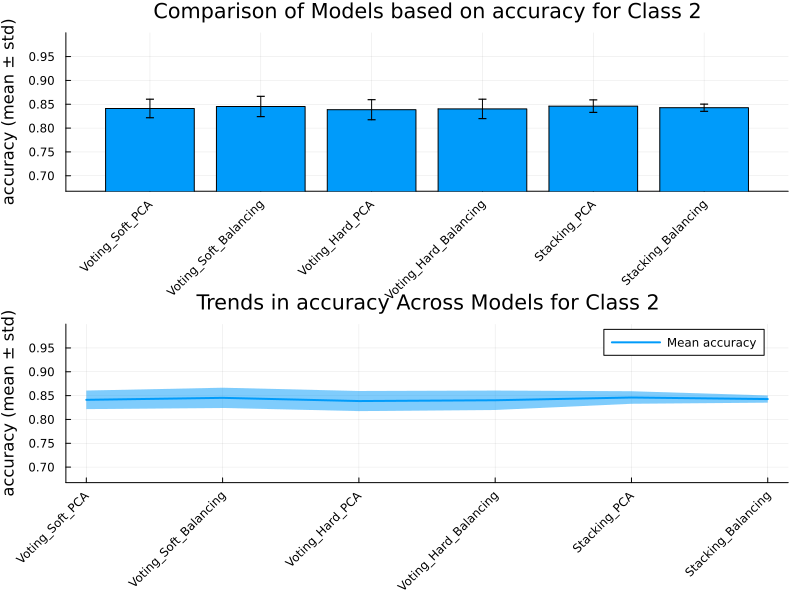 Comparison of Models based on accuracy for Class 2
accuracy (mean ± std)
0.95
0.90
0.85
0.80
0.75
0.70
Voting_Soft_PCA
Voting_Soft_Balancing
Voting_Hard_PCA
Voting_Hard_Balancing
Stacking_PCA
Stacking_Balancing
Trends in accuracy Across Models for Class 2
accuracy (mean ± std)
Mean accuracy
0.95
0.90
0.85
0.80
0.75
0.70
Voting_Soft_PCA
Voting_Soft_Balancing
Voting_Hard_PCA
Voting_Hard_Balancing
Stacking_PCA
Stacking_Balancing